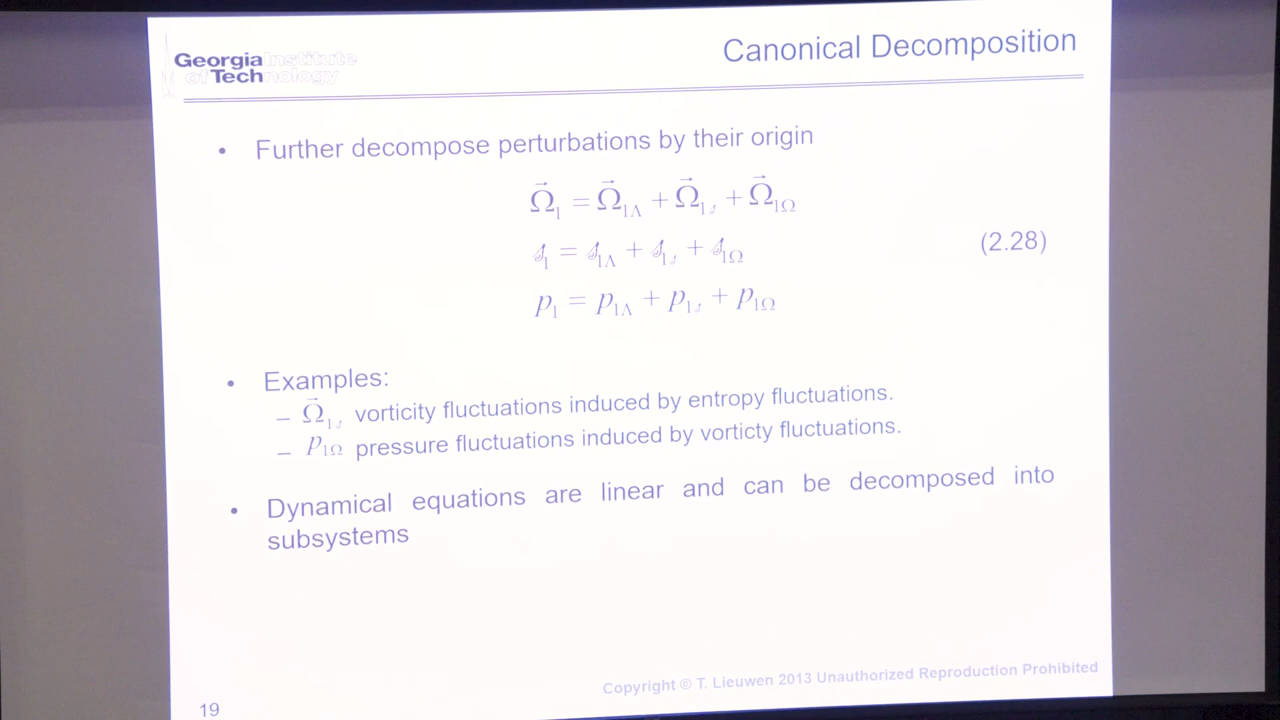 Georgia Institute
of Technology
Canonical Decomposition
• Further decompose perturbations by their origin
Ω⃗₁ = Ω⃗₁Λ + Ω⃗₁𝓈 + Ω⃗₁Ω
𝓈₁ = 𝓈₁Λ + 𝓈₁𝓈 + 𝓈₁Ω (2.28)
p₁ = p₁Λ + p₁𝓈 + p₁Ω
• Examples:
– Ω⃗₁𝓈 vorticity fluctuations induced by entropy fluctuations.
– p₁Ω pressure fluctuations induced by vorticty fluctuations.
• Dynamical equations are linear and can be decomposed into
subsystems
Copyright © T. Lieuwen 2013 Unauthorized Reproduction Prohibited
19